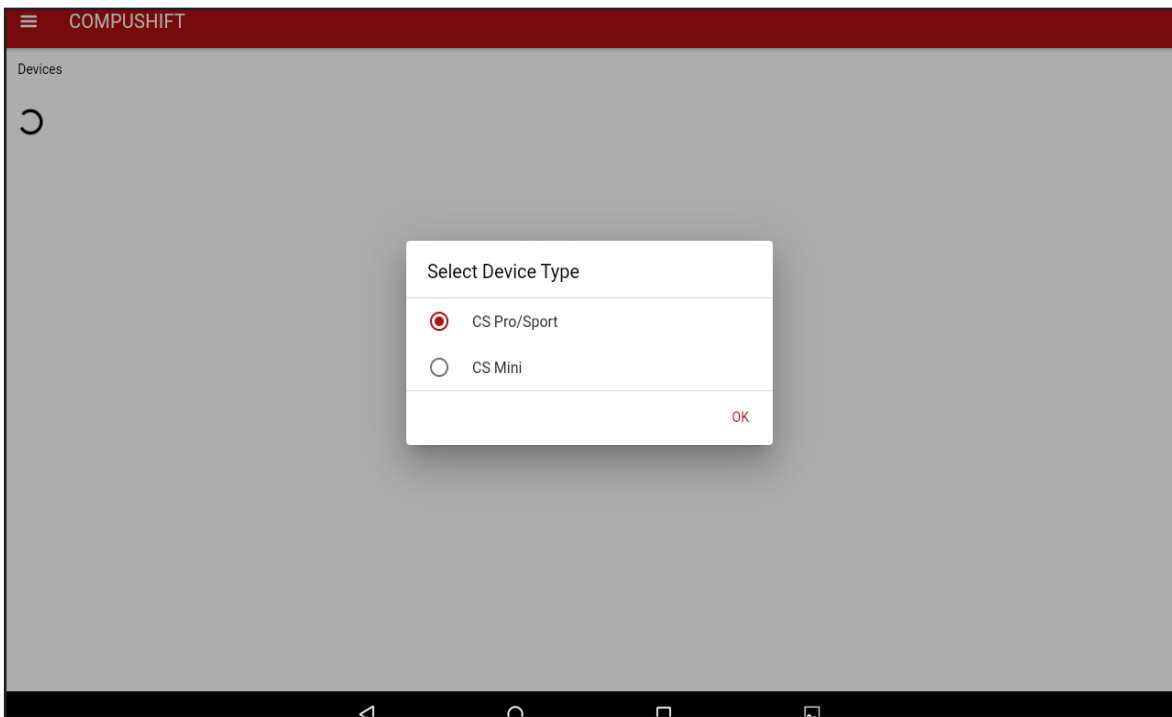 COMPUSHIFT
Devices
Select Device Type
CS Pro/Sport
CS Mini
OK